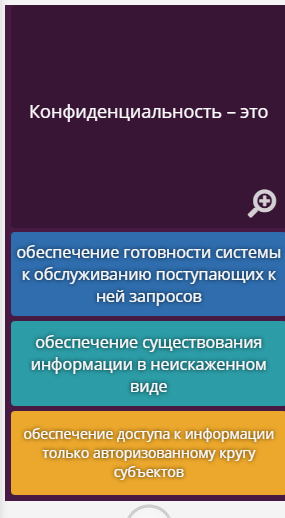 Конфиденциальность – это
обеспечение готовности системы
к обслуживанию поступающих к
ней запросов
обеспечение существования
информации в неискаженном
виде
обеспечение доступа к информации
только авторизованному кругу
субъектов